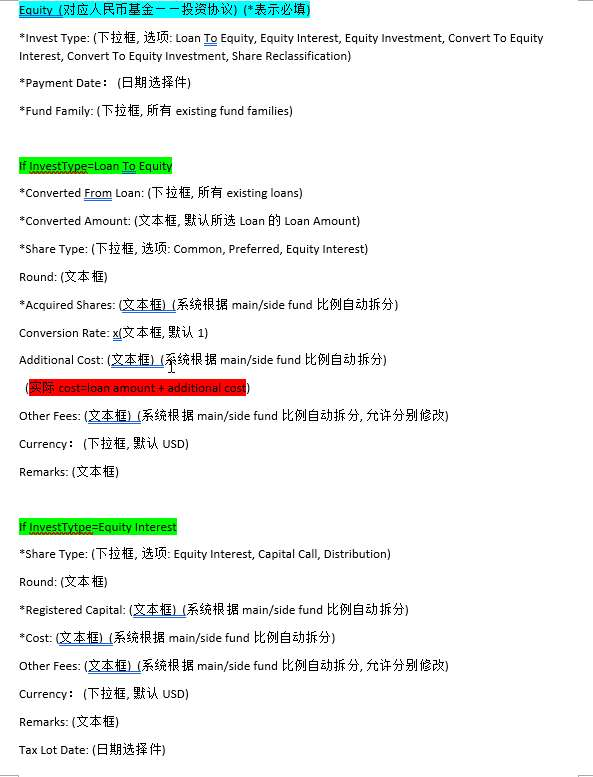 Equity (对应人民币基金——投资协议) (*表示必填)
*Invest Type: (下拉框, 选项: Loan To Equity, Equity Interest, Equity Investment, Convert To Equity
Interest, Convert To Equity Investment, Share Reclassification)
*Payment Date： (日期选择件)
*Fund Family: (下拉框, 所有 existing fund families)
If InvestType=Loan To Equity
*Converted From Loan: (下拉框, 所有 existing loans)
*Converted Amount: (文本框, 默认所选 Loan 的 Loan Amount)
*Share Type: (下拉框, 选项: Common, Preferred, Equity Interest)
Round: (文本框)
*Acquired Shares: (文本框) (系统根据 main/side fund 比例自动拆分)
Conversion Rate: x(文本框, 默认 1)
Additional Cost: (文本框) (系统根据 main/side fund 比例自动拆分)
(实际 cost=loan amount + additional cost)
Other Fees: (文本框) (系统根据 main/side fund 比例自动拆分, 允许分别修改)
Currency： (下拉框, 默认 USD)
Remarks: (文本框)
If InvestTytpe=Equity Interest
*Share Type: (下拉框, 选项: Equity Interest, Capital Call, Distribution)
Round: (文本框)
*Registered Capital: (文本框) (系统根据 main/side fund 比例自动拆分)
*Cost: (文本框) (系统根据 main/side fund 比例自动拆分)
Other Fees: (文本框) (系统根据 main/side fund 比例自动拆分, 允许分别修改)
Currency： (下拉框, 默认 USD)
Remarks: (文本框)
Tax Lot Date: (日期选择件)